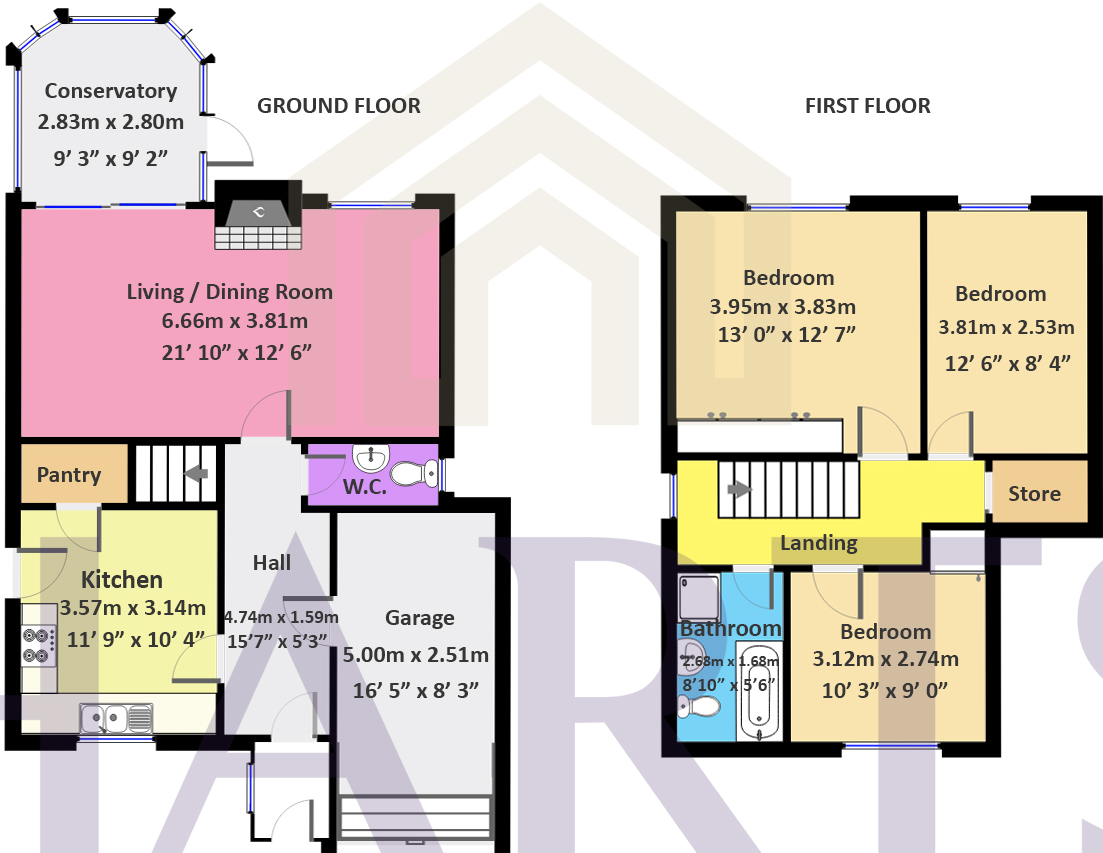 GROUND FLOOR
Conservatory
2.83m x 2.80m
9’ 3” x 9’ 2”
Living / Dining Room
6.66m x 3.81m
21’ 10” x 12’ 6”
Pantry
W.C.
Kitchen
3.57m x 3.14m
11’ 9” x 10’ 4”
Hall
4.74m x 1.59m
15’7” x 5’3”
Garage
5.00m x 2.51m
16’ 5” x 8’ 3”
FIRST FLOOR
Bedroom
3.95m x 3.83m
13’ 0” x 12’ 7”
Bedroom
3.81m x 2.53m
12’ 6” x 8’ 4”
Store
Landing
Bathroom
2.68m x 1.68m
8’10” x 5’6”
Bedroom
3.12m x 2.74m
10’ 3” x 9’ 0”